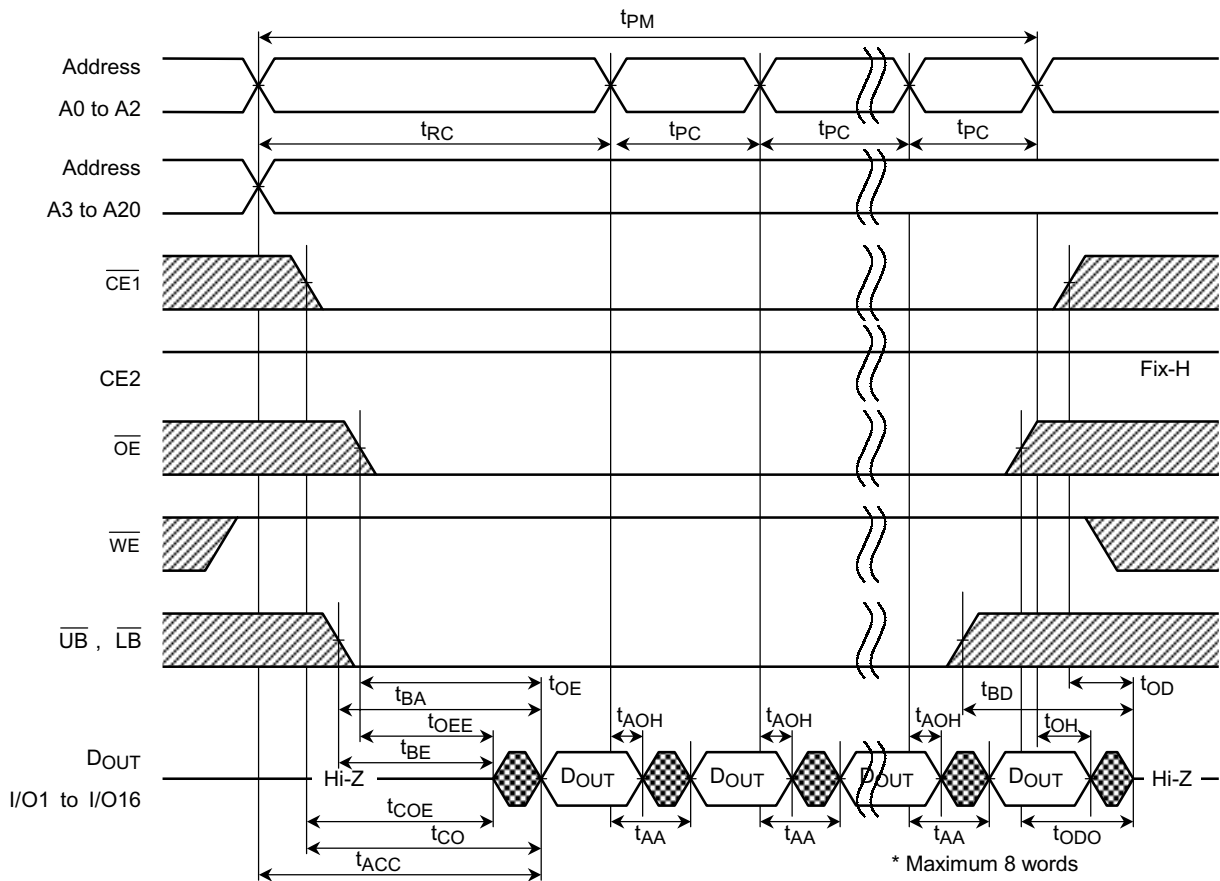 tPM
Address
A0 to A2
tRC tPC tPC tPC
Address
A3 to A20
CE1
CE2
Fix-H
OE
WE
UB , LB
tOE
tBA
tOD
tBD
tOEE tAOH tAOH tAOH tOH
tBE
DOUT
I/O1 to I/O16
Hi-Z DOUT DOUT DOUT DOUT Hi-Z
tCOE
tCO tAA tAA tAA tODO
tACC
* Maximum 8 words